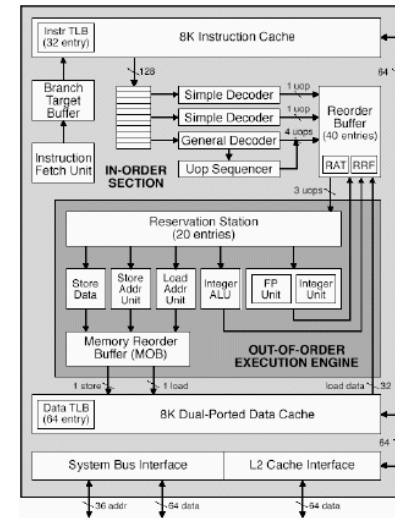 Instr TLB
(32 entry)
8K Instruction Cache
128
64
Branch
Target
Buffer
Instruction
Fetch Unit
IN-ORDER
SECTION
Simple Decoder
1 uop
Simple Decoder
1 uop
General Decoder
4 uops
Uop Sequencer
Reorder
Buffer
(40 entries)
RAT
RRF
3 uops
Reservation Station
(20 entries)
Store
Data
Store
Addr
Unit
Load
Addr
Unit
Integer
ALU
FP
Unit
Integer
Unit
Memory Reorder
Buffer (MOB)
OUT-OF-ORDER
EXECUTION ENGINE
1 store
1 load
load data
32
Data TLB
(64 entry)
8K Dual-Ported Data Cache
64
System Bus Interface
L2 Cache Interface
36 addr
64 data
64 data